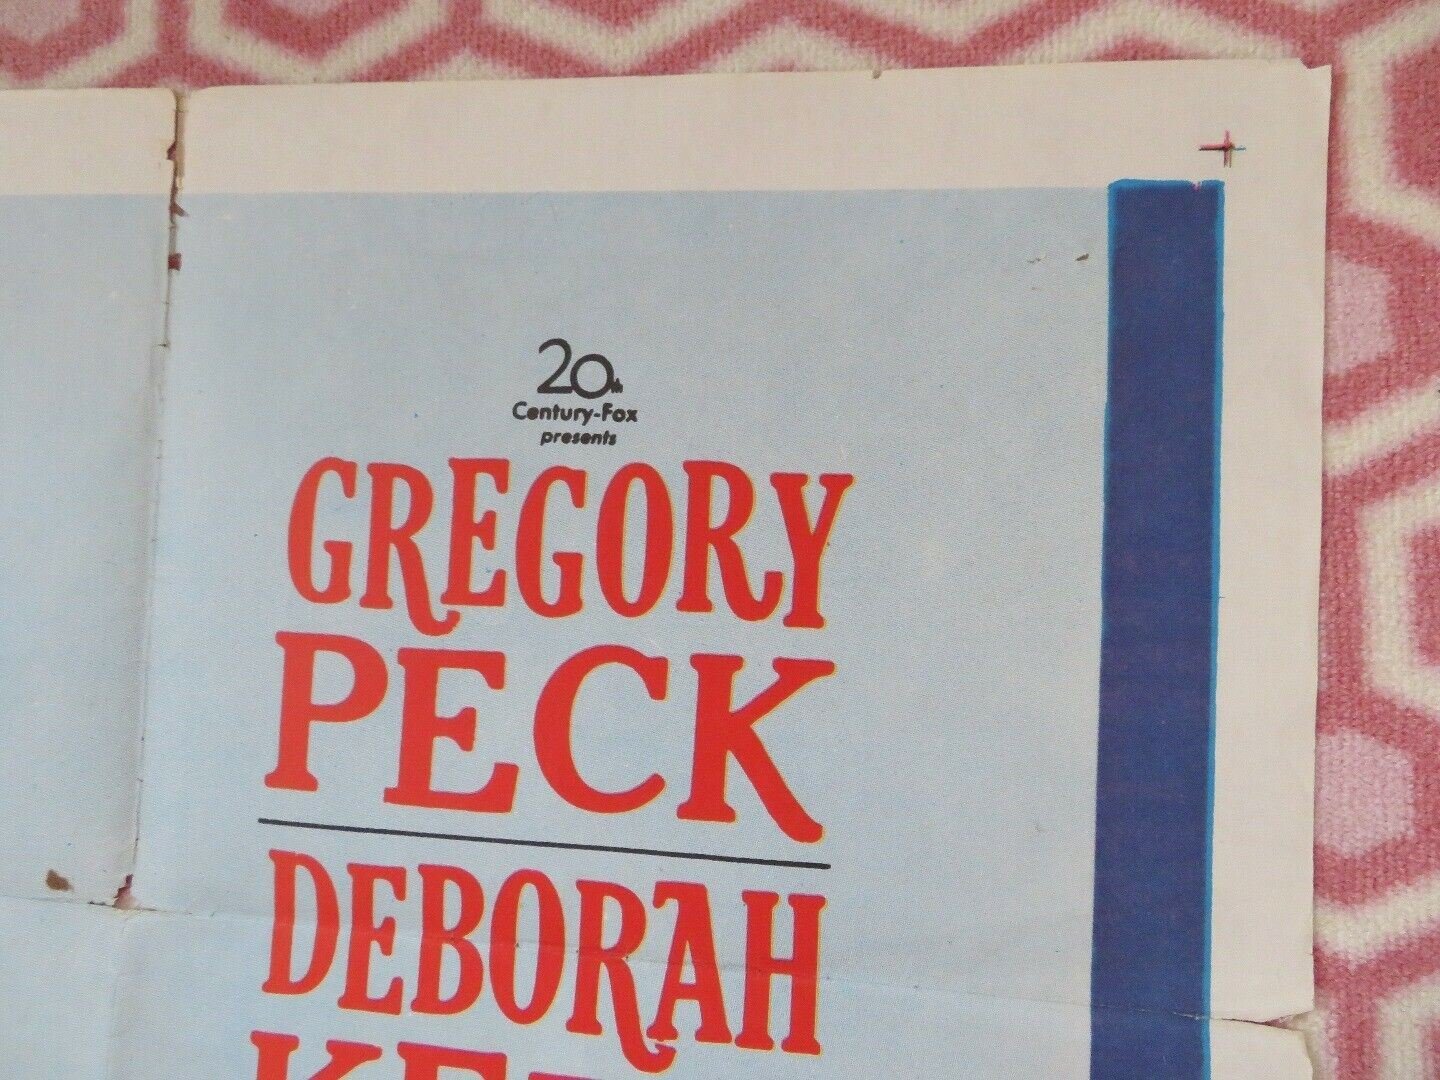 20th
Century-Fox
presents
GREGORY
PECK
DEBORAH